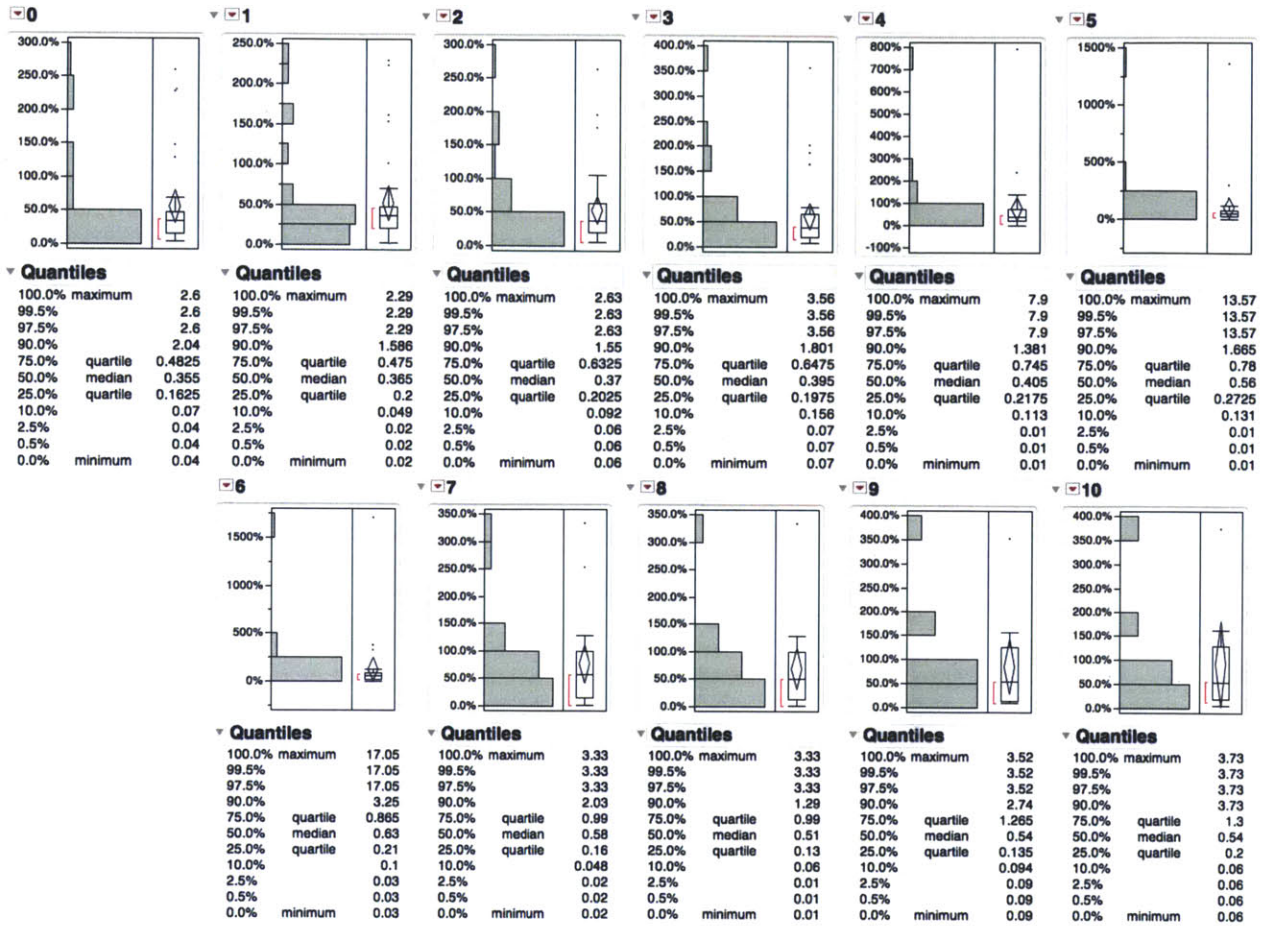 0
300.0%
250.0%
200.0%
150.0%
100.0%
50.0%
0.0%
Quantiles
100.0% maximum 2.6
99.5% 2.6
97.5% 2.6
90.0% 2.04
75.0% quartile 0.4825
50.0% median 0.355
25.0% quartile 0.1625
10.0% 0.07
2.5% 0.04
0.5% 0.04
0.0% minimum 0.04
1
250.0%
200.0%
150.0%
100.0%
50.0%
0.0%
Quantiles
100.0% maximum 2.29
99.5% 2.29
97.5% 2.29
90.0% 1.586
75.0% quartile 0.475
50.0% median 0.365
25.0% quartile 0.2
10.0% 0.049
2.5% 0.02
0.5% 0.02
0.0% minimum 0.02
2
300.0%
250.0%
200.0%
150.0%
100.0%
50.0%
0.0%
Quantiles
100.0% maximum 2.63
99.5% 2.63
97.5% 2.63
90.0% 1.55
75.0% quartile 0.6325
50.0% median 0.37
25.0% quartile 0.2025
10.0% 0.092
2.5% 0.06
0.5% 0.06
0.0% minimum 0.06
3
400.0%
350.0%
300.0%
250.0%
200.0%
150.0%
100.0%
50.0%
0.0%
Quantiles
100.0% maximum 3.56
99.5% 3.56
97.5% 3.56
90.0% 1.801
75.0% quartile 0.6475
50.0% median 0.395
25.0% quartile 0.1975
10.0% 0.156
2.5% 0.07
0.5% 0.07
0.0% minimum 0.07
4
800%
700%
600%
500%
400%
300%
200%
100%
0%
-100%
Quantiles
100.0% maximum 7.9
99.5% 7.9
97.5% 7.9
90.0% 1.381
75.0% quartile 0.745
50.0% median 0.405
25.0% quartile 0.2175
10.0% 0.113
2.5% 0.01
0.5% 0.01
0.0% minimum 0.01
5
1500%
1000%
500%
0%
Quantiles
100.0% maximum 13.57
99.5% 13.57
97.5% 13.57
90.0% 1.665
75.0% quartile 0.78
50.0% median 0.56
25.0% quartile 0.2725
10.0% 0.131
2.5% 0.01
0.5% 0.01
0.0% minimum 0.01
6
1500%
1000%
500%
0%
Quantiles
100.0% maximum 17.05
99.5% 17.05
97.5% 17.05
90.0% 3.25
75.0% quartile 0.865
50.0% median 0.63
25.0% quartile 0.21
10.0% 0.1
2.5% 0.03
0.5% 0.03
0.0% minimum 0.03
7
350.0%
300.0%
250.0%
200.0%
150.0%
100.0%
50.0%
0.0%
Quantiles
100.0% maximum 3.33
99.5% 3.33
97.5% 3.33
90.0% 2.03
75.0% quartile 0.99
50.0% median 0.58
25.0% quartile 0.16
10.0% 0.048
2.5% 0.02
0.5% 0.02
0.0% minimum 0.02
8
350.0%
300.0%
250.0%
200.0%
150.0%
100.0%
50.0%
0.0%
Quantiles
100.0% maximum 3.33
99.5% 3.33
97.5% 3.33
90.0% 1.29
75.0% quartile 0.99
50.0% median 0.51
25.0% quartile 0.13
10.0% 0.06
2.5% 0.01
0.5% 0.01
0.0% minimum 0.01
9
400.0%
350.0%
300.0%
250.0%
200.0%
150.0%
100.0%
50.0%
0.0%
Quantiles
100.0% maximum 3.52
99.5% 3.52
97.5% 3.52
90.0% 2.74
75.0% quartile 1.265
50.0% median 0.54
25.0% quartile 0.135
10.0% 0.094
2.5% 0.09
0.5% 0.09
0.0% minimum 0.09
10
400.0%
350.0%
300.0%
250.0%
200.0%
150.0%
100.0%
50.0%
0.0%
Quantiles
100.0% maximum 3.73
99.5% 3.73
97.5% 3.73
90.0% 3.73
75.0% quartile 1.3
50.0% median 0.54
25.0% quartile 0.2
10.0% 0.06
2.5% 0.06
0.5% 0.06
0.0% minimum 0.06